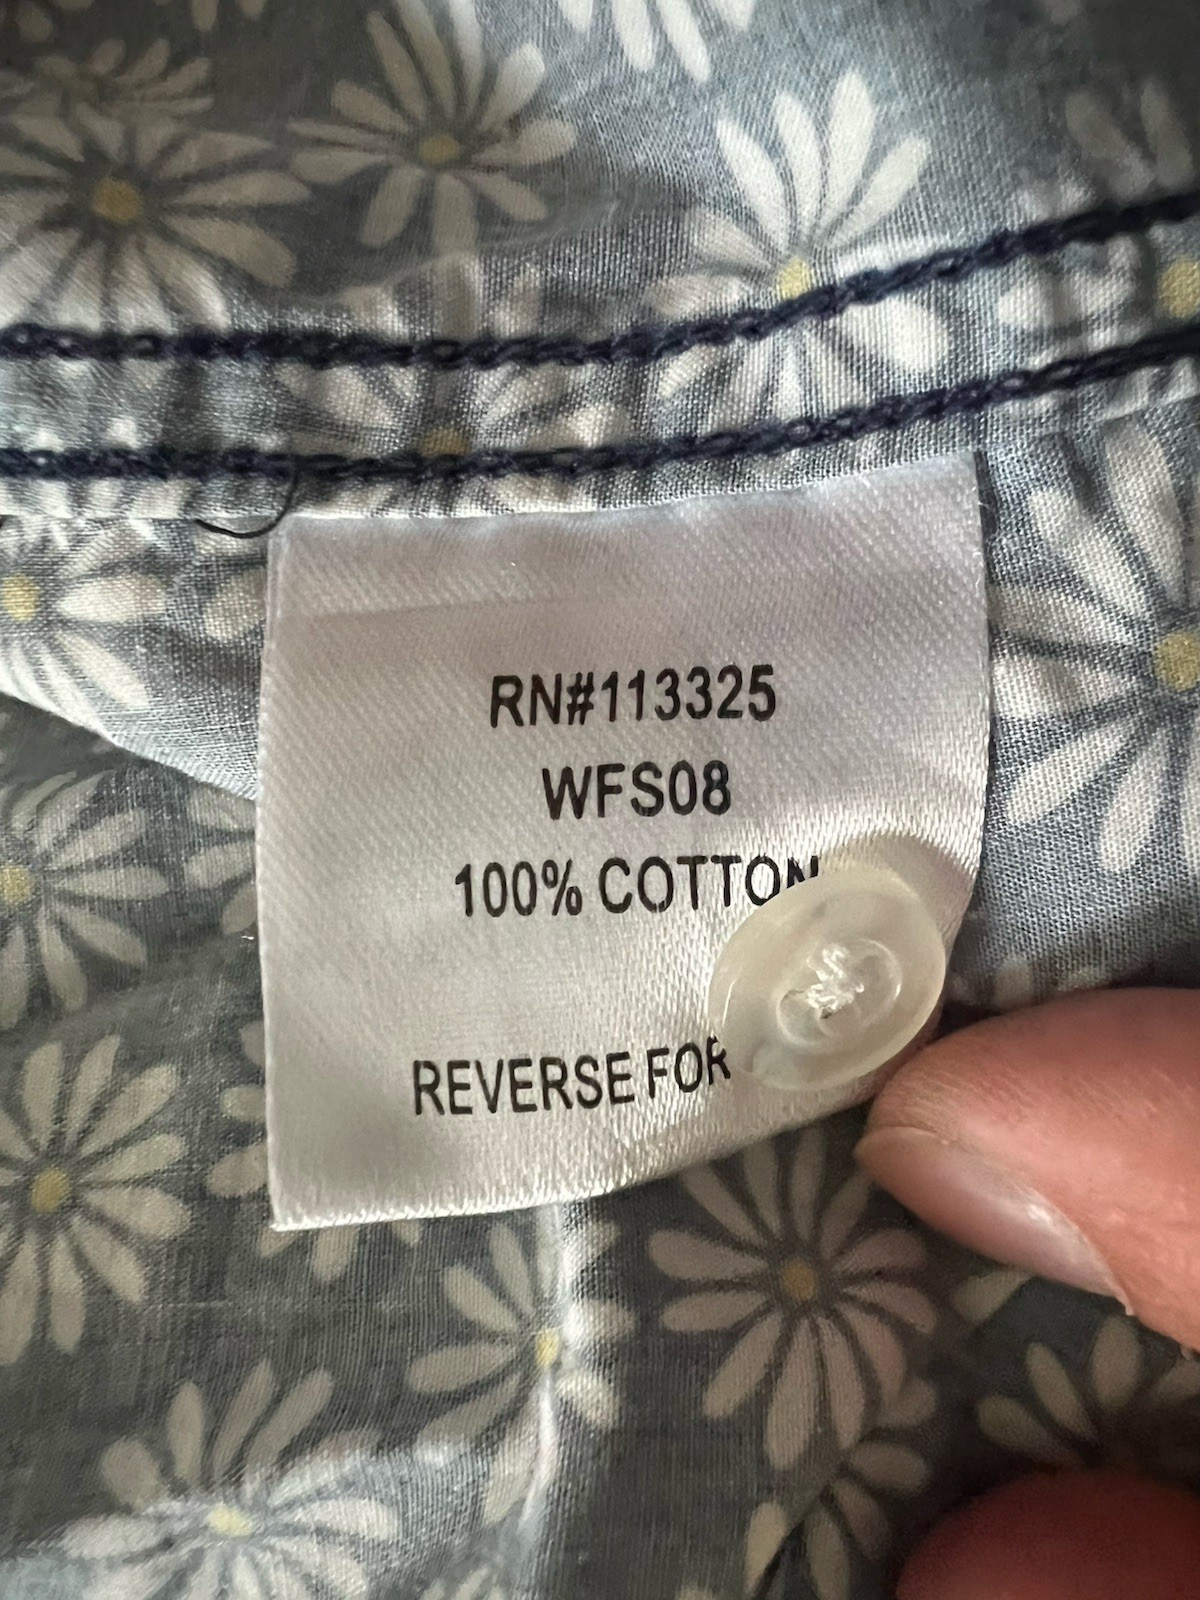 RN#113325
WFS08
100% COTTON
REVERSE FOR